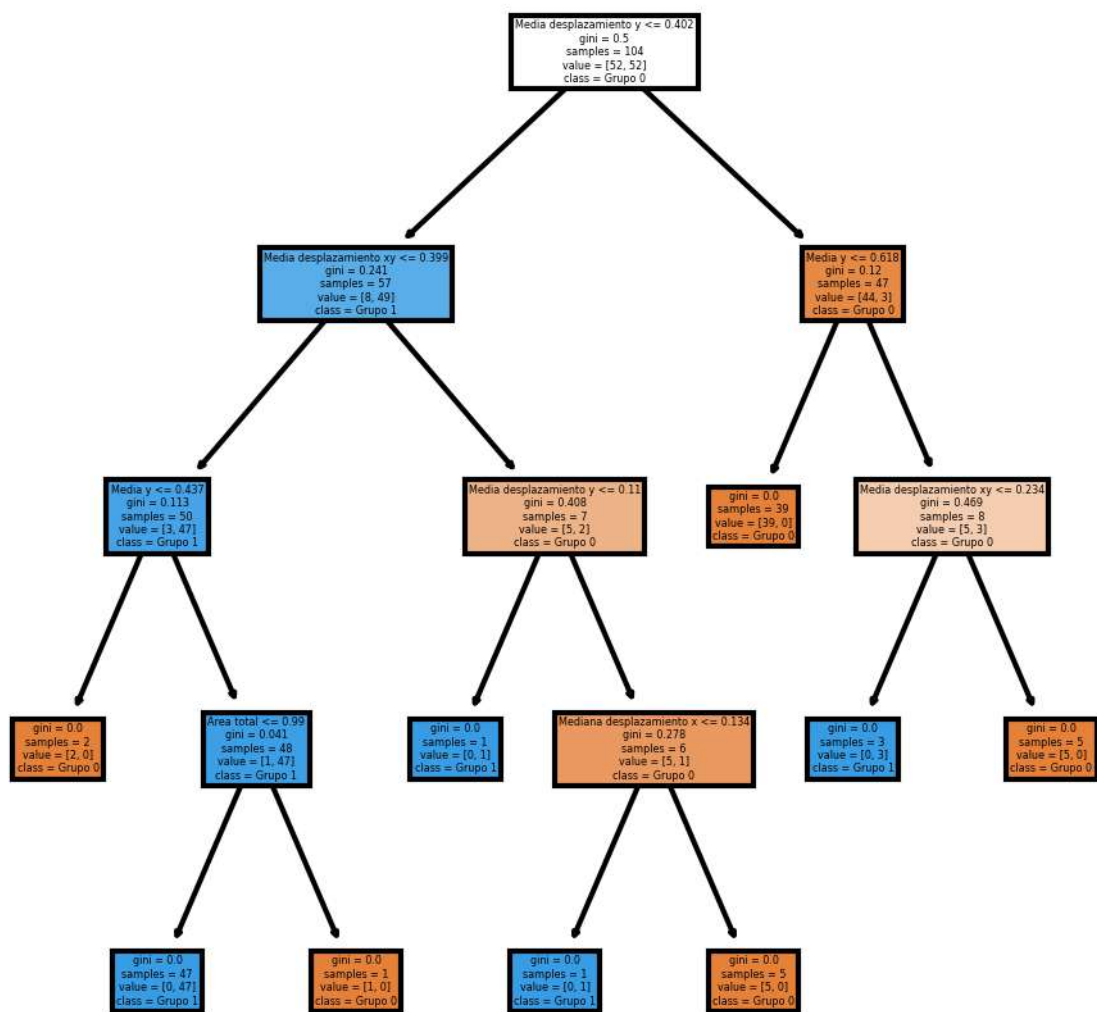 Media desplazamiento y <= 0.402
gini = 0.5
samples = 104
value = [52, 52]
class = Grupo 0
Media desplazamiento xy <= 0.399
gini = 0.241
samples = 57
value = [8, 49]
class = Grupo 1
Media y <= 0.618
gini = 0.12
samples = 47
value = [44, 3]
class = Grupo 0
Media y <= 0.437
gini = 0.113
samples = 50
value = [3, 47]
class = Grupo 1
Media desplazamiento y <= 0.11
gini = 0.408
samples = 7
value = [5, 2]
class = Grupo 0
gini = 0.0
samples = 39
value = [39, 0]
class = Grupo 0
Media desplazamiento xy <= 0.234
gini = 0.469
samples = 8
value = [5, 3]
class = Grupo 0
gini = 0.0
samples = 2
value = [2, 0]
class = Grupo 0
Area total <= 0.99
gini = 0.041
samples = 48
value = [1, 47]
class = Grupo 1
gini = 0.0
samples = 1
value = [0, 1]
class = Grupo 1
Mediana desplazamiento x <= 0.134
gini = 0.278
samples = 6
value = [5, 1]
class = Grupo 0
gini = 0.0
samples = 3
value = [0, 3]
class = Grupo 1
gini = 0.0
samples = 5
value = [5, 0]
class = Grupo 0
gini = 0.0
samples = 47
value = [0, 47]
class = Grupo 1
gini = 0.0
samples = 1
value = [1, 0]
class = Grupo 0
gini = 0.0
samples = 1
value = [0, 1]
class = Grupo 1
gini = 0.0
samples = 5
value = [5, 0]
class = Grupo 0